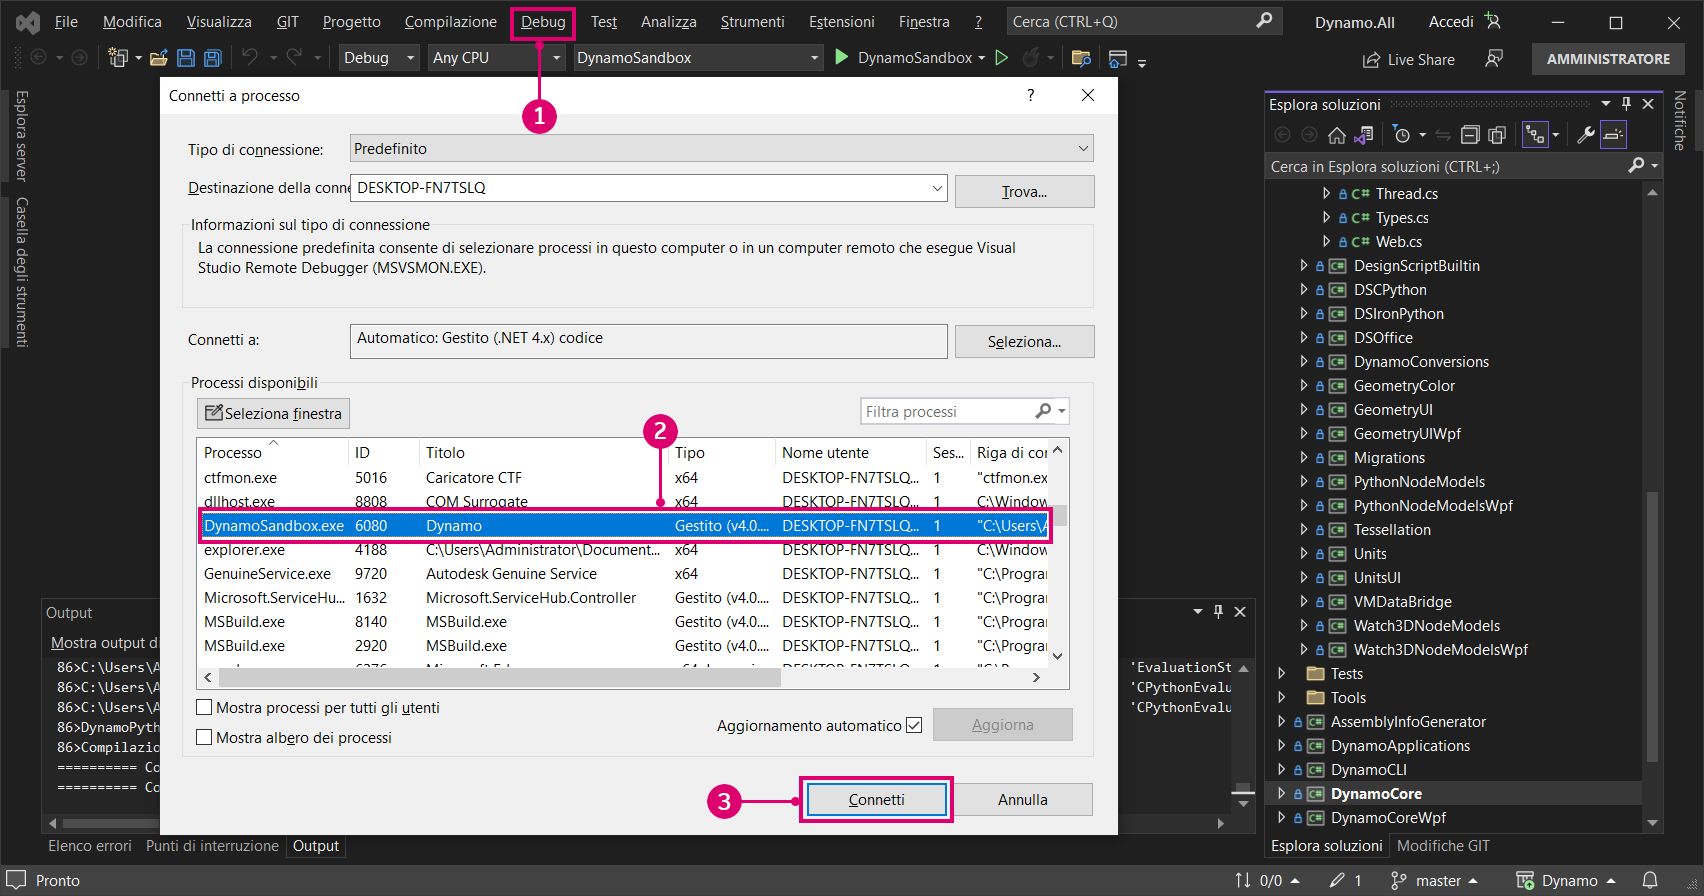 File Modifica Visualizza GIT Progetto Compilazione Debug Test Analizza Strumenti Estensioni Finestra ? Cerca (CTRL+Q) Dynamo.All Accedi
Debug Any CPU DynamoSandbox DynamoSandbox Live Share AMMINISTRATORE
1
Esplora server
Casella degli strumenti
Connetti a processo ?
Tipo di connessione: Predefinito
Destinazione della conne DESKTOP-FN7TSLQ Trova...
Informazioni sul tipo di connessione
La connessione predefinita consente di selezionare processi in questo computer o in un computer remoto che esegue Visual
Studio Remote Debugger (MSVSMON.EXE).
Connetti a: Automatico: Gestito (.NET 4.x) codice Seleziona...
Processi disponibili
Seleziona finestra Filtra processi
2
Processo ID Titolo Tipo Nome utente Ses... Riga di cor
ctfmon.exe 5016 Caricatore CTF x64 DESKTOP-FN7TSLQ... 1 "ctfmon.ex
dllhost.exe 8808 COM Surrogate x64 DESKTOP-FN7TSLQ... 1 C:\Window
DynamoSandbox.exe 6080 Dynamo Gestito (v4.0.... DESKTOP-FN7TSLQ... 1 "C:\Users\A
explorer.exe 4188 C:\Users\Administrator\Document... x64 DESKTOP-FN7TSLQ... 1 C:\Window
GenuineService.exe 9720 Autodesk Genuine Service x64 DESKTOP-FN7TSLQ... 1 "C:\Progran
Microsoft.ServiceHu... 1632 Microsoft.ServiceHub.Controller Gestito (v4.0.... DESKTOP-FN7TSLQ... 1 "C:\Progran
MSBuild.exe 8140 MSBuild.exe Gestito (v4.0.... DESKTOP-FN7TSLQ... 1 "C:\Progran
MSBuild.exe 2920 MSBuild.exe Gestito (v4.0.... DESKTOP-FN7TSLQ... 1 "C:\Progran
Mostra processi per tutti gli utenti
Mostra albero dei processi
Aggiornamento automatico Aggiorna
3
Connetti Annulla
Output
Mostra output di
86>C:\Users\A
86>C:\Users\A
86>C:\Users\A
86>DynamoPyth
86>Compilazio
========== Co
========== Co
'EvaluationSt
'CPythonEvalu
'CPythonEvalu
Elenco errori Punti di interruzione Output
Esplora soluzioni
Cerca in Esplora soluzioni (CTRL+;)
C# Thread.cs
C# Types.cs
C# Web.cs
C# DesignScriptBuiltin
C# DSCPython
C# DSIronPython
C# DSOffice
C# DynamoConversions
C# GeometryColor
C# GeometryUI
C# GeometryUIWpf
C# Migrations
C# PythonNodeModels
C# PythonNodeModelsWpf
C# Tessellation
C# Units
C# UnitsUI
C# VMDataBridge
C# Watch3DNodeModels
C# Watch3DNodeModelsWpf
Tests
Tools
C# AssemblyInfoGenerator
C# DynamoApplications
C# DynamoCLI
C# DynamoCore
C# DynamoCoreWpf
Esplora soluzioni Modifiche GIT
Notifiche
Pronto 0/0 1 master Dynamo